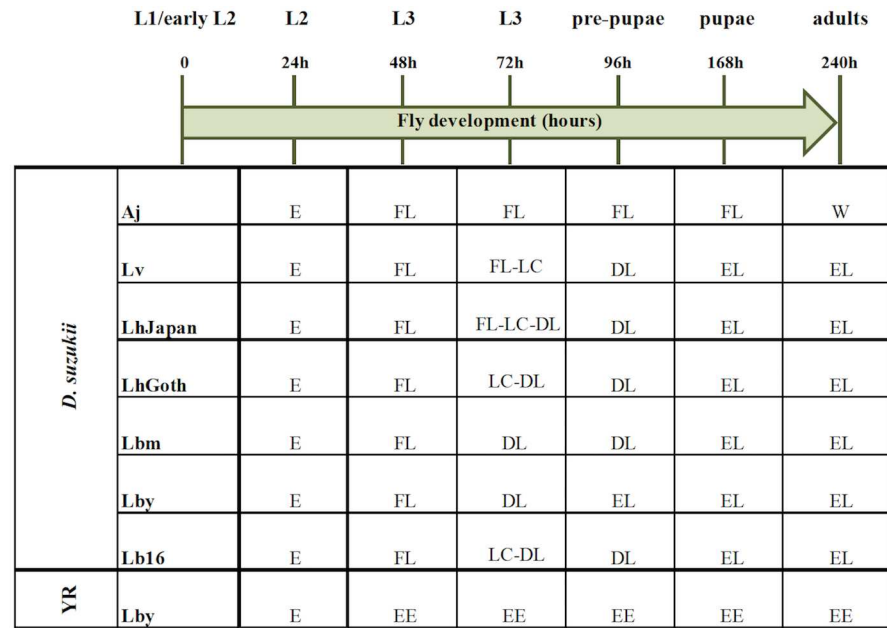 L1/early L2 L2 L3 L3 pre-pupae pupae adults
0 24h 48h 72h 96h 168h 240h
Fly development (hours)
D. suzukii
Aj E FL FL FL FL W
Lv E FL FL-LC DL EL EL
LhJapan E FL FL-LC-DL DL EL EL
LhGoth E FL LC-DL DL EL EL
Lbm E FL DL DL EL EL
Lby E FL DL EL EL EL
Lb16 E FL LC-DL DL EL EL
YR
Lby E EE EE EE EE EE